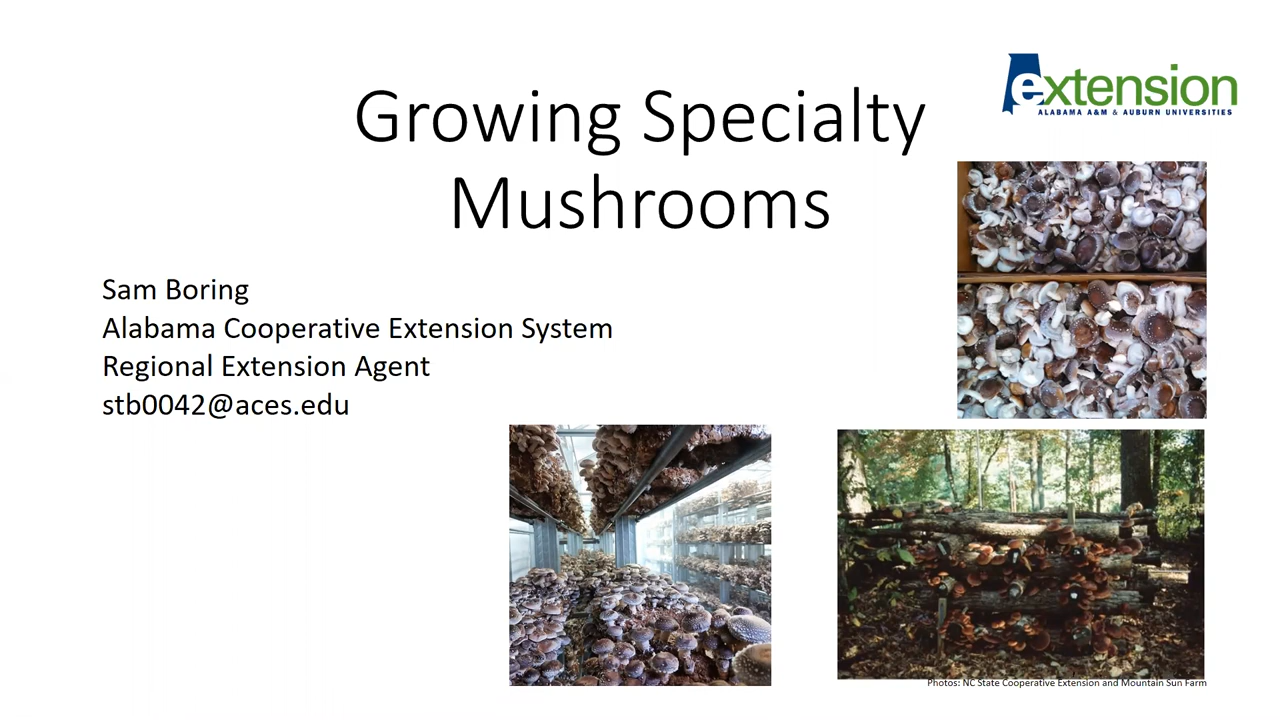 Growing Specialty
Mushrooms
extension
ALABAMA A&M & AUBURN UNIVERSITIES
Sam Boring
Alabama Cooperative Extension System
Regional Extension Agent
stb0042@aces.edu
Photos: NC State Cooperative Extension and Mountain Sun Farm